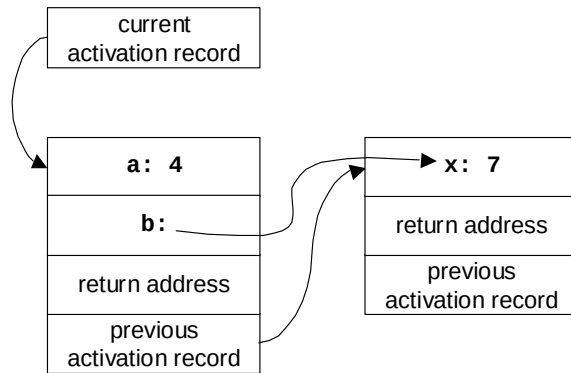 current
activation record
a: 4
b:
return address
previous
activation record
x: 7
return address
previous
activation record